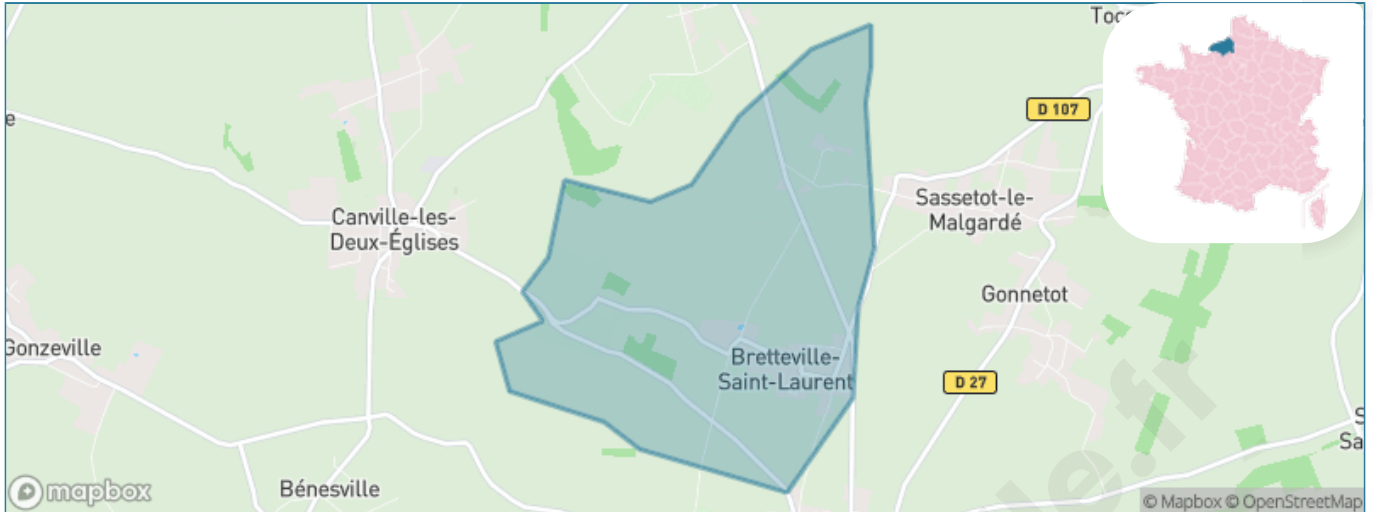 D 107
Sassetot-le-
Malgardé
Canville-les-
Deux-Églises
Gonnetot
Gonzeville
Bretteville-
Saint-Laurent
D 27
Bénesville
mapbox
© Mapbox © OpenStreetMap